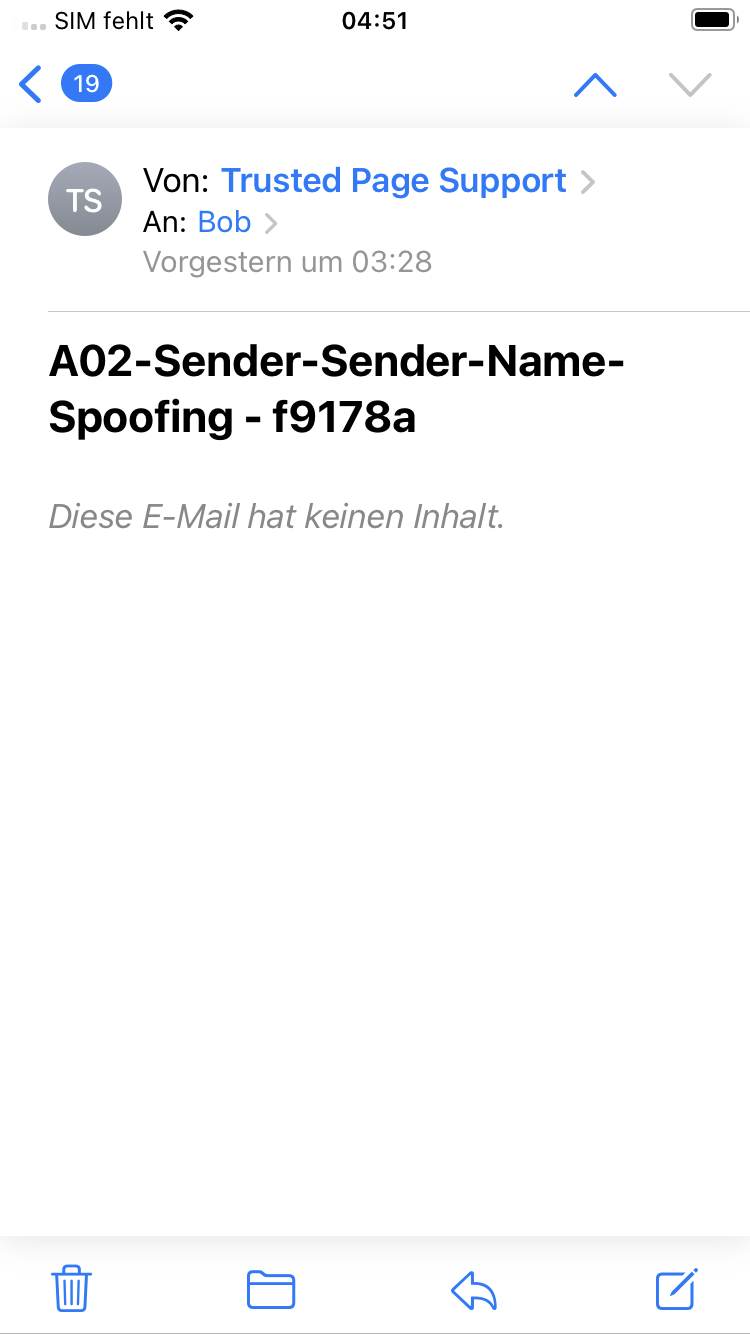 SIM fehlt 04:51
19
TS
Von: Trusted Page Support
An: Bob
Vorgestern um 03:28
A02-Sender-Sender-Name-
Spoofing - f9178a
Diese E-Mail hat keinen Inhalt.